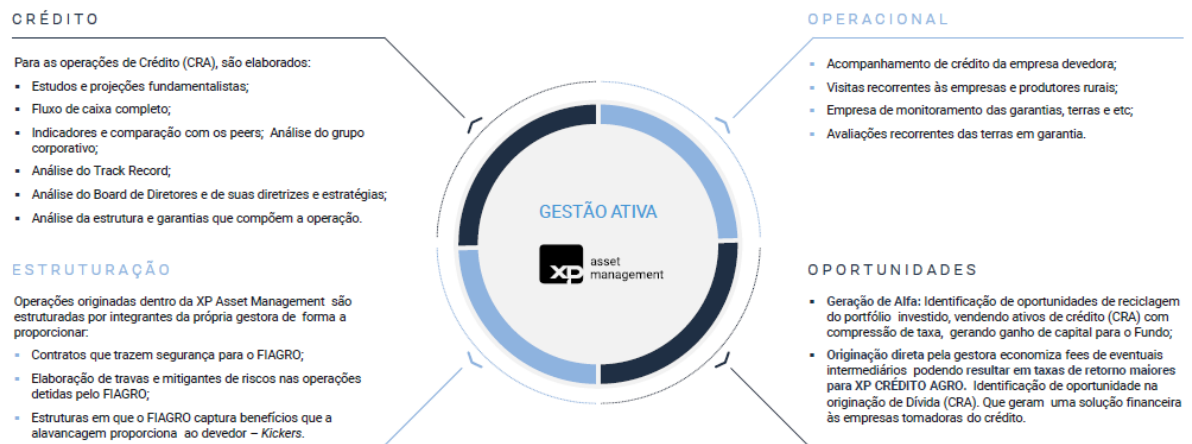 CRÉDITO
Para as operações de Crédito (CRA), são elaborados:
▪ Estudos e projeções fundamentalistas;
▪ Fluxo de caixa completo;
▪ Indicadores e comparação com os peers; Análise do grupo
corporativo;
▪ Análise do Track Record;
▪ Análise do Board de Diretores e de suas diretrizes e estratégias;
▪ Análise da estrutura e garantias que compõem a operação.
OPERACIONAL
▪ Acompanhamento de crédito da empresa devedora;
▪ Visitas recorrentes às empresas e produtores rurais;
▪ Empresa de monitoramento das garantias, terras e etc;
▪ Avaliações recorrentes das terras em garantia.
GESTÃO ATIVA
xp asset
management
ESTRUTURAÇÃO
Operações originadas dentro da XP Asset Management são
estruturadas por integrantes da própria gestora de forma a
proporcionar:
▪ Contratos que trazem segurança para o FIAGRO;
▪ Elaboração de travas e mitigantes de riscos nas operações
detidas pelo FIAGRO;
▪ Estruturas em que o FIAGRO captura benefícios que a
alavancagem proporciona ao devedor – Kickers.
OPORTUNIDADES
▪ Geração de Alfa: Identificação de oportunidades de reciclagem
do portfólio investido, vendendo ativos de crédito (CRA) com
compressão de taxa, gerando ganho de capital para o Fundo;
▪ Originação direta pela gestora economiza fees de eventuais
intermediários podendo resultar em taxas de retorno maiores
para XP CRÉDITO AGRO. Identificação de oportunidade na
originação de Dívida (CRA). Que geram uma solução financeira
às empresas tomadoras do crédito.